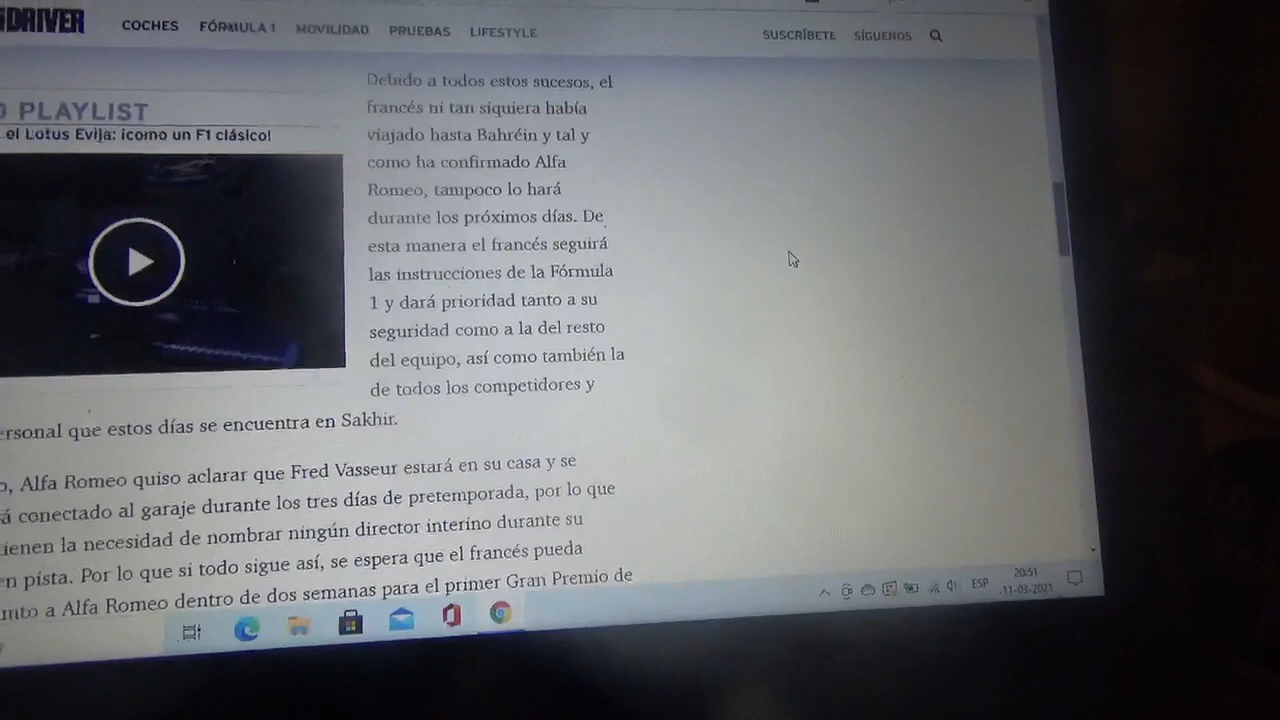 DRIVER
COCHES FÓRMULA 1 MOVILIDAD PRUEBAS LIFESTYLE SUSCRÍBETE SÍGUENOS
PLAYLIST
el Lotus Evija: ¡como un F1 clásico!
Debido a todos estos sucesos, el
francés ni tan siquiera había
viajado hasta Bahréin y tal y
como ha confirmado Alfa
Romeo, tampoco lo hará
durante los próximos días. De
esta manera el francés seguirá
las instrucciones de la Fórmula
1 y dará prioridad tanto a su
seguridad como a la del resto
del equipo, así como también la
de todos los competidores y
ersonal que estos días se encuentra en Sakhir.
o, Alfa Romeo quiso aclarar que Fred Vasseur estará en su casa y se
á conectado al garaje durante los tres días de pretemporada, por lo que
ienen la necesidad de nombrar ningún director interino durante su
en pista. Por lo que si todo sigue así, se espera que el francés pueda
nto a Alfa Romeo dentro de dos semanas para el primer Gran Premio de
ESP
20:51
11-03-2021